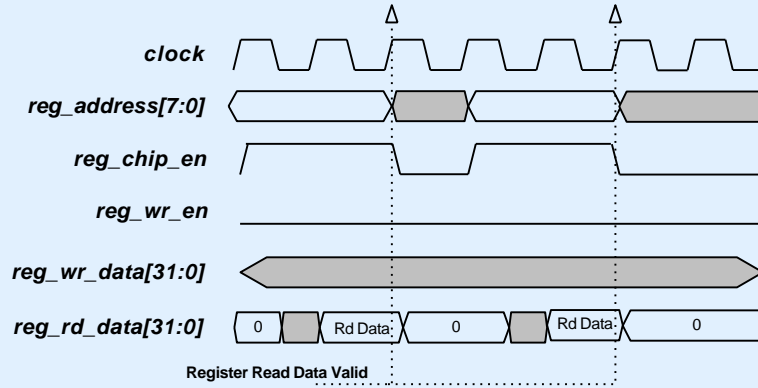 clock
reg_address[7:0]
reg_chip_en
reg_wr_en
reg_wr_data[31:0]
reg_rd_data[31:0] 0 Rd Data 0 Rd Data 0
Register Read Data Valid